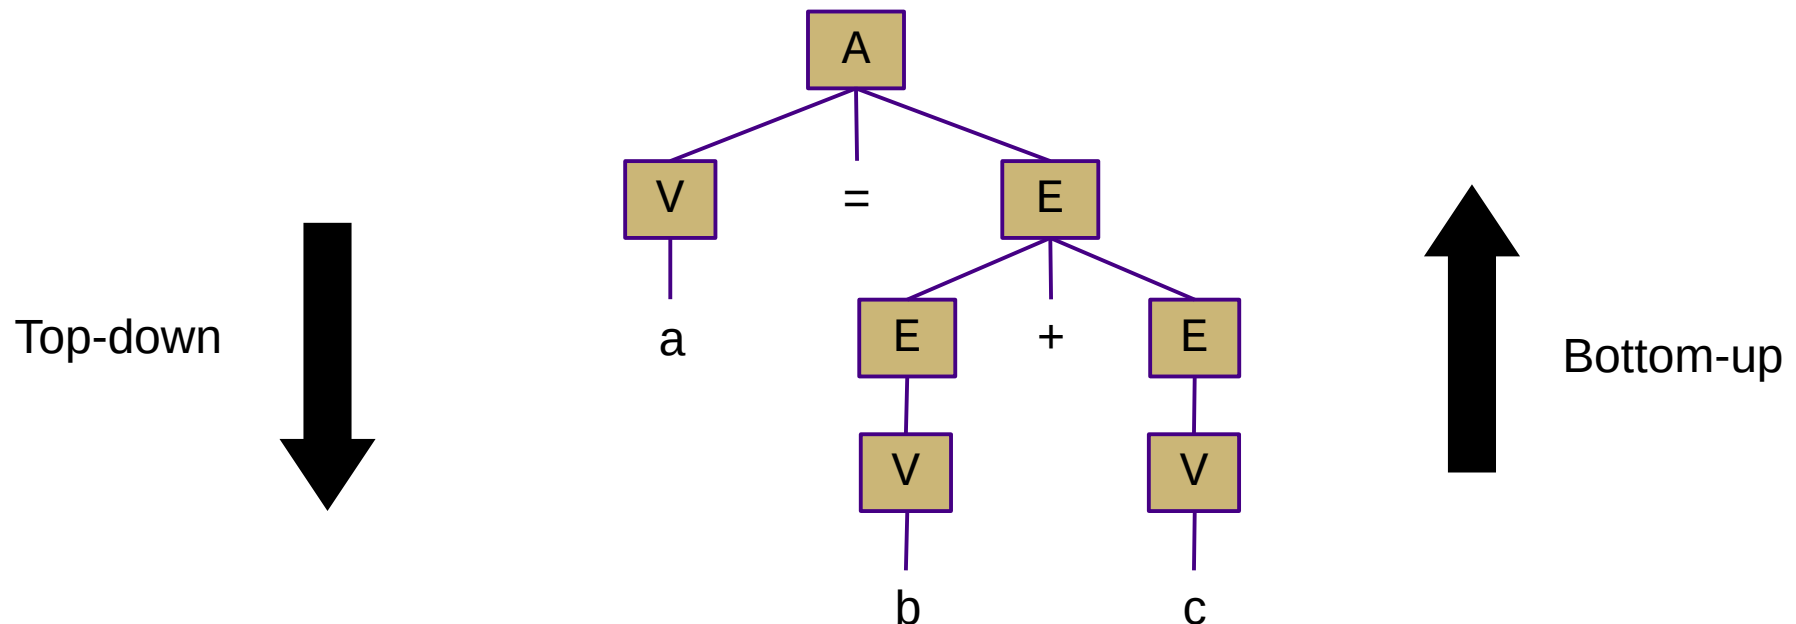 A
V = E
Top-down
a
E + E
Bottom-up
V V
b c